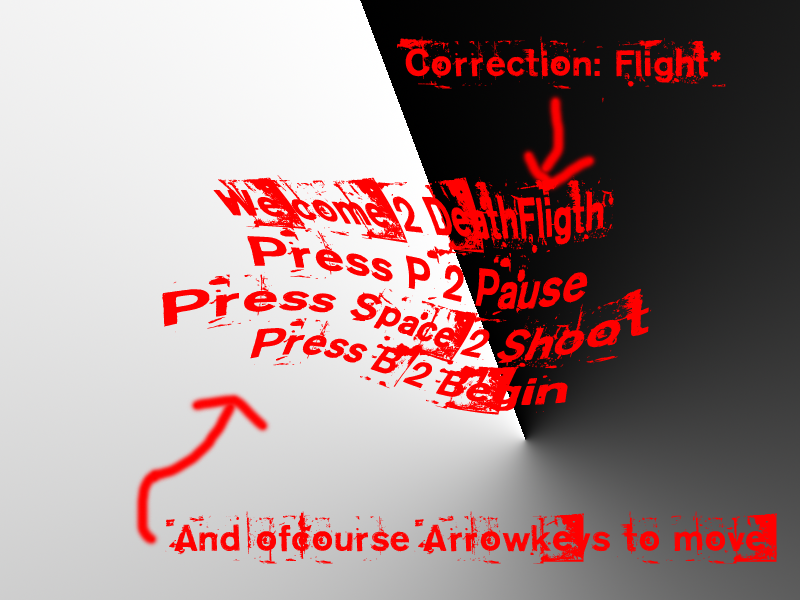 Correction: Flight*
Welcome 2 DeathFligth
Press P 2 Pause
Press Space 2 Shoot
Press B 2 Begin
And ofcourse Arrowkeys to move